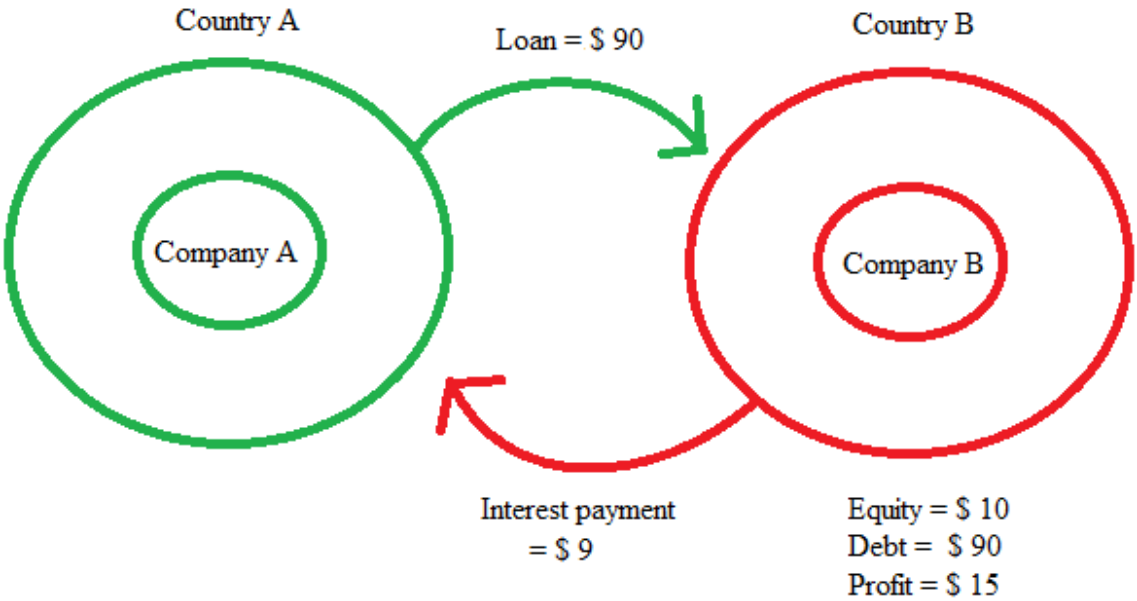 Country A
Loan = $ 90
Country B
Company A
Company B
Interest payment
= $ 9
Equity = $ 10
Debt = $ 90
Profit = $ 15